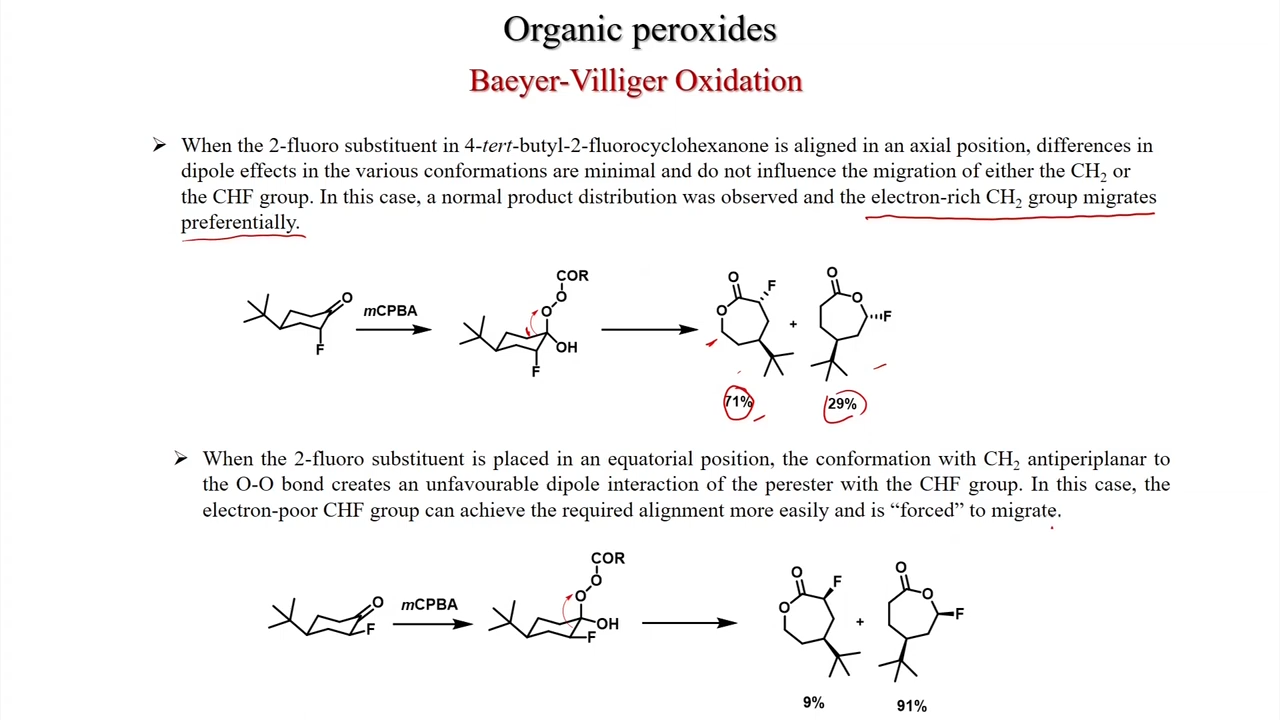 Organic peroxides
Baeyer-Villiger Oxidation
➢ When the 2-fluoro substituent in 4-tert-butyl-2-fluorocyclohexanone is aligned in an axial position, differences in
dipole effects in the various conformations are minimal and do not influence the migration of either the CH₂ or
the CHF group. In this case, a normal product distribution was observed and the electron-rich CH₂ group migrates
preferentially.
COR
O
O
O
F
mCPBA
OH
F
O
O
F
+
O
O
F
71%
29%
➢ When the 2-fluoro substituent is placed in an equatorial position, the conformation with CH₂ antiperiplanar to
the O-O bond creates an unfavourable dipole interaction of the perester with the CHF group. In this case, the
electron-poor CHF group can achieve the required alignment more easily and is “forced” to migrate.
COR
O
O
O
F
mCPBA
OH
F
O
O
F
+
O
O
F
9%
91%